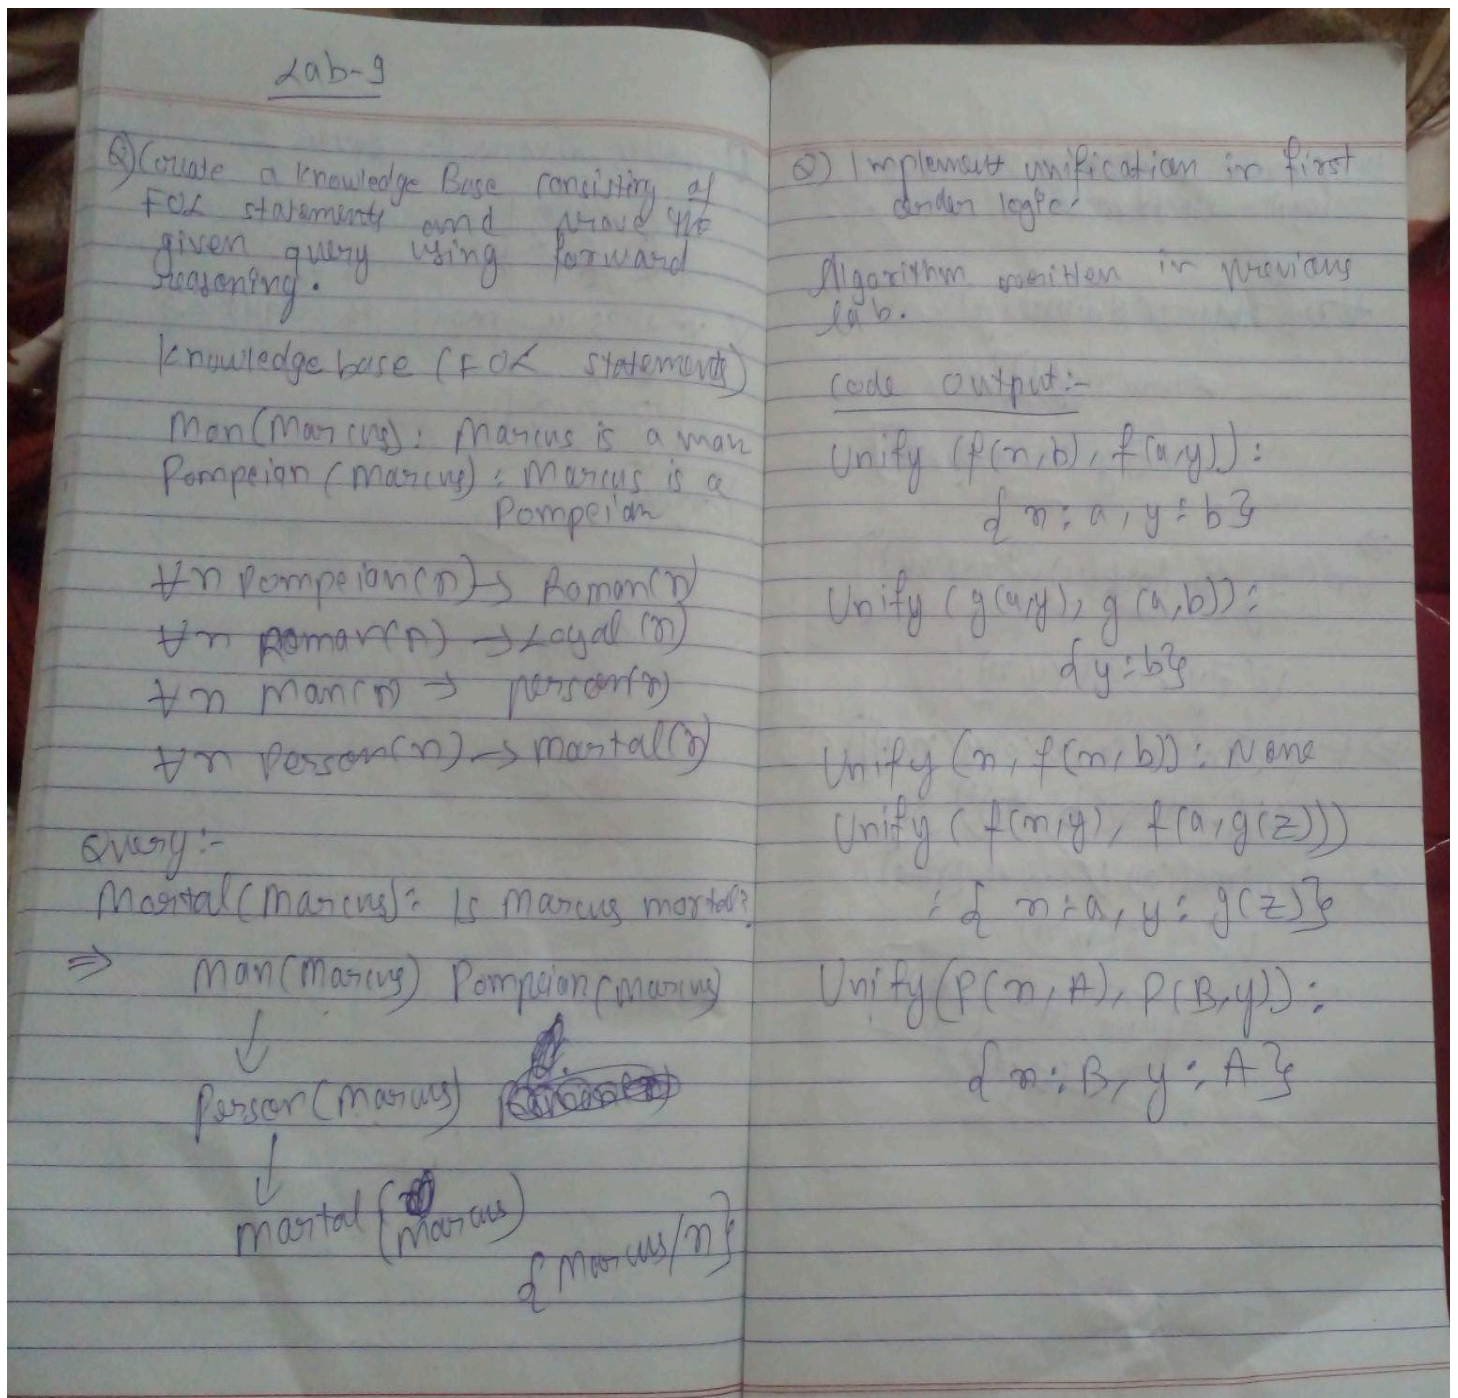 Lab-9
Q) Create a knowledge Base consisting of
FOL statements and prove the
given query using forward
reasoning.
Knowledge base (FOL statements)
Man(Marcus): Marcus is a man
Pompeian (Marcus): Marcus is a
Pompeian
∀x Pompeian(x) → Roman(x)
∀x Roman(x) → Loyal (x)
∀x Man(x) → person(x)
∀x Person(x) → Mortal(x)
Query:-
Mortal(Marcus): Is Marcus mortal?
⇒ Man(Marcus) Pompeian(Marcus)
↓
Person(Marcus)
↓
Mortal (Marcus)
{Marcus/x}
Q) Implement unification in first
order logic.
Algorithm written in previous
lab.
Code Output:-
Unify (f(x,b), f(a,y)):
{x: a, y: b}
Unify (g(a,y), g(a,b)):
{y: b}
Unify (x, f(x,b)): None
Unify ( f(x,y), f(a,g(z)))
: { x: a, y: g(z)}
Unify(P(x,A), P(B,y)):
{x: B, y: A}